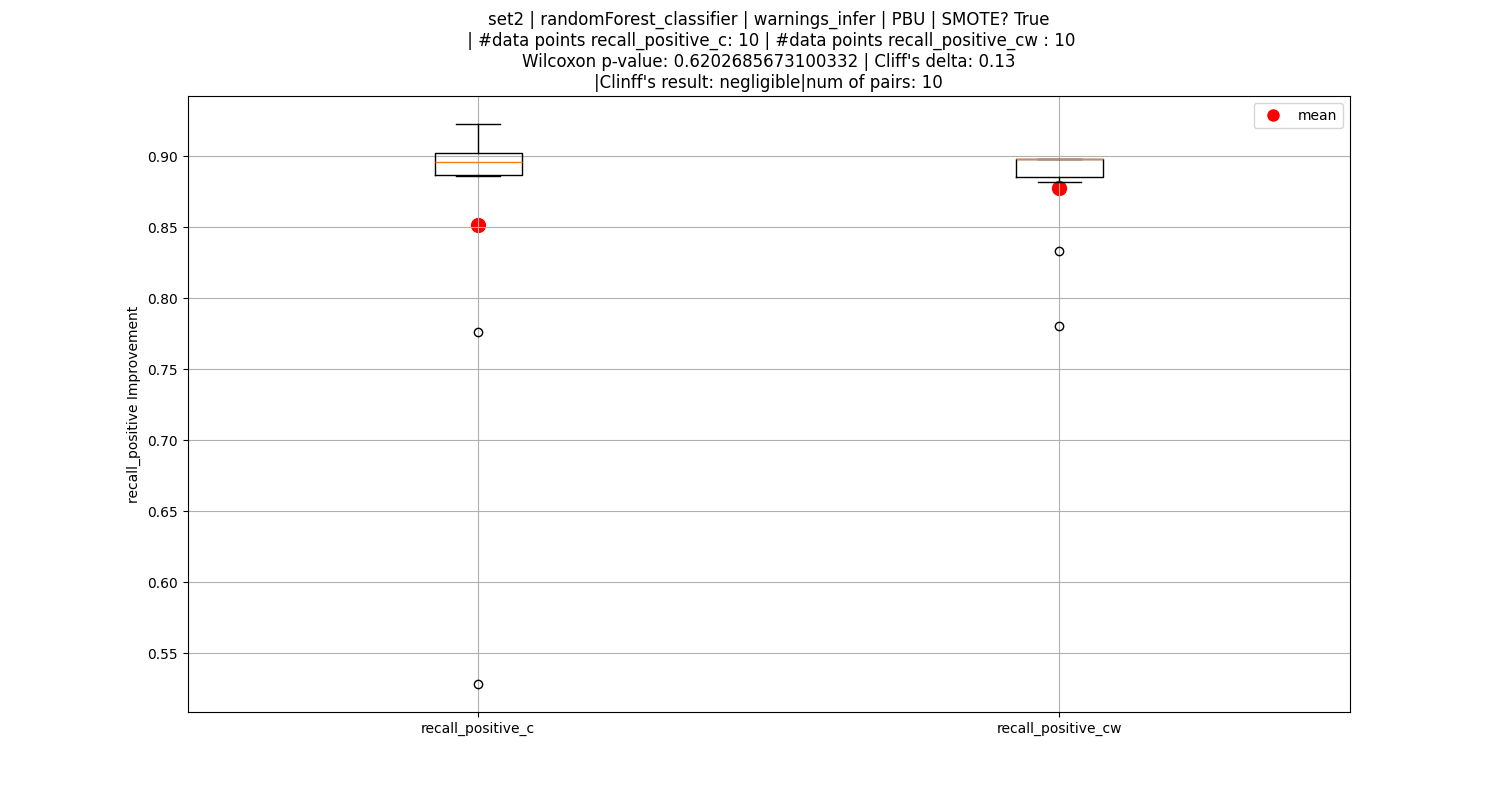 set2 | randomForest_classifier | warnings_infer | PBU | SMOTE? True
| #data points recall_positive_c: 10 | #data points recall_positive_cw : 10
Wilcoxon p-value: 0.6202685673100332 | Cliff's delta: 0.13
|Clinff's result: negligible|num of pairs: 10
mean
0.90
0.85
0.80
0.75
0.70
0.65
0.60
0.55
recall_positive Improvement
recall_positive_c
recall_positive_cw